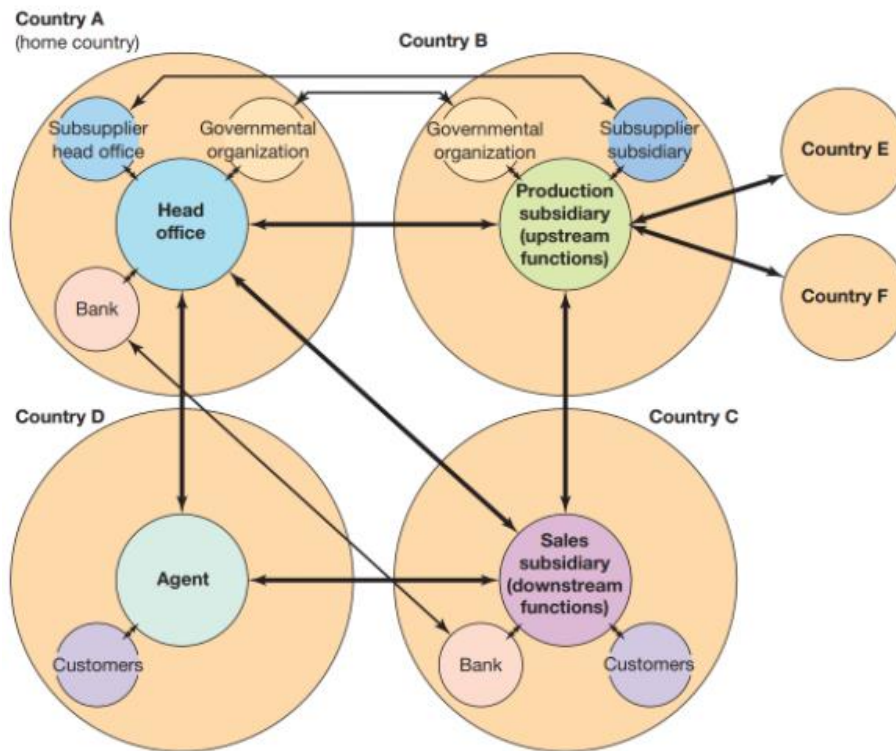 Country A
(home country)
Country B
Subsupplier
head office
Governmental
organization
Governmental
organization
Subsupplier
subsidiary
Country E
Head
office
Production
subsidiary
(upstream
functions)
Bank
Country F
Country D
Country C
Agent
Sales
subsidiary
(downstream
functions)
Customers
Bank
Customers